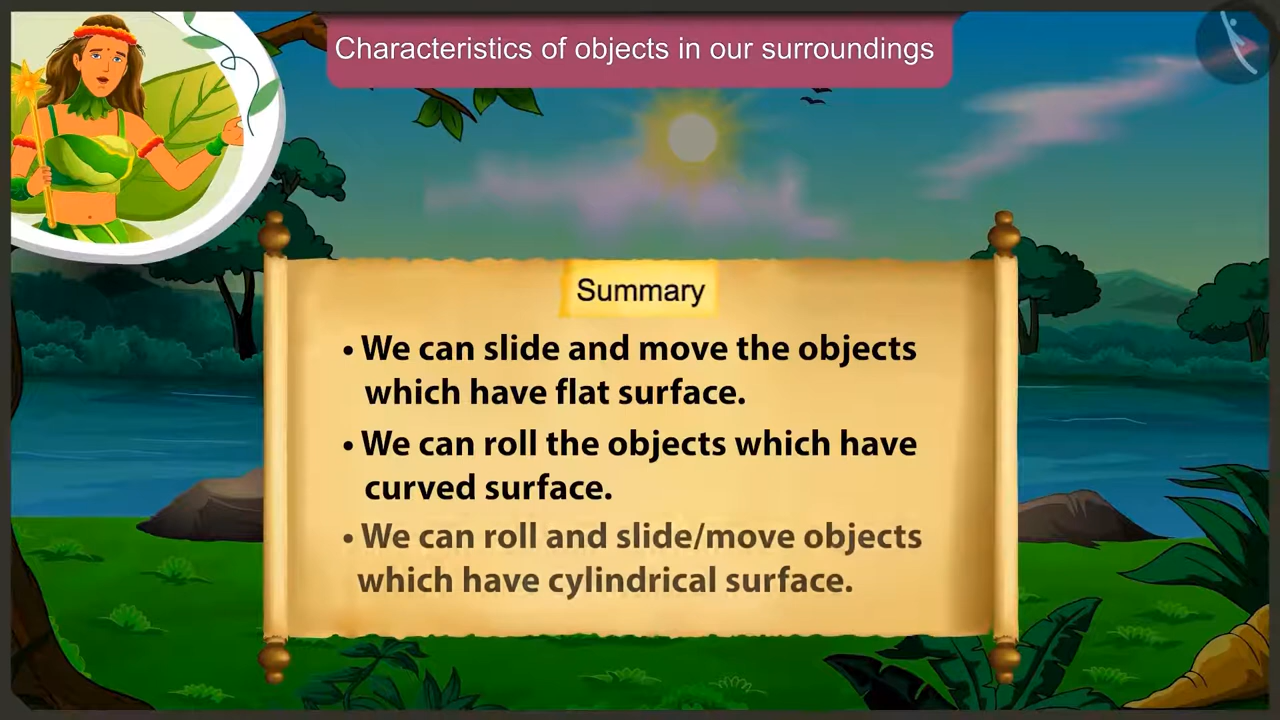 Characteristics of objects in our surroundings
Summary
• We can slide and move the objects
which have flat surface.
• We can roll the objects which have
curved surface.
• We can roll and slide/move objects
which have cylindrical surface.